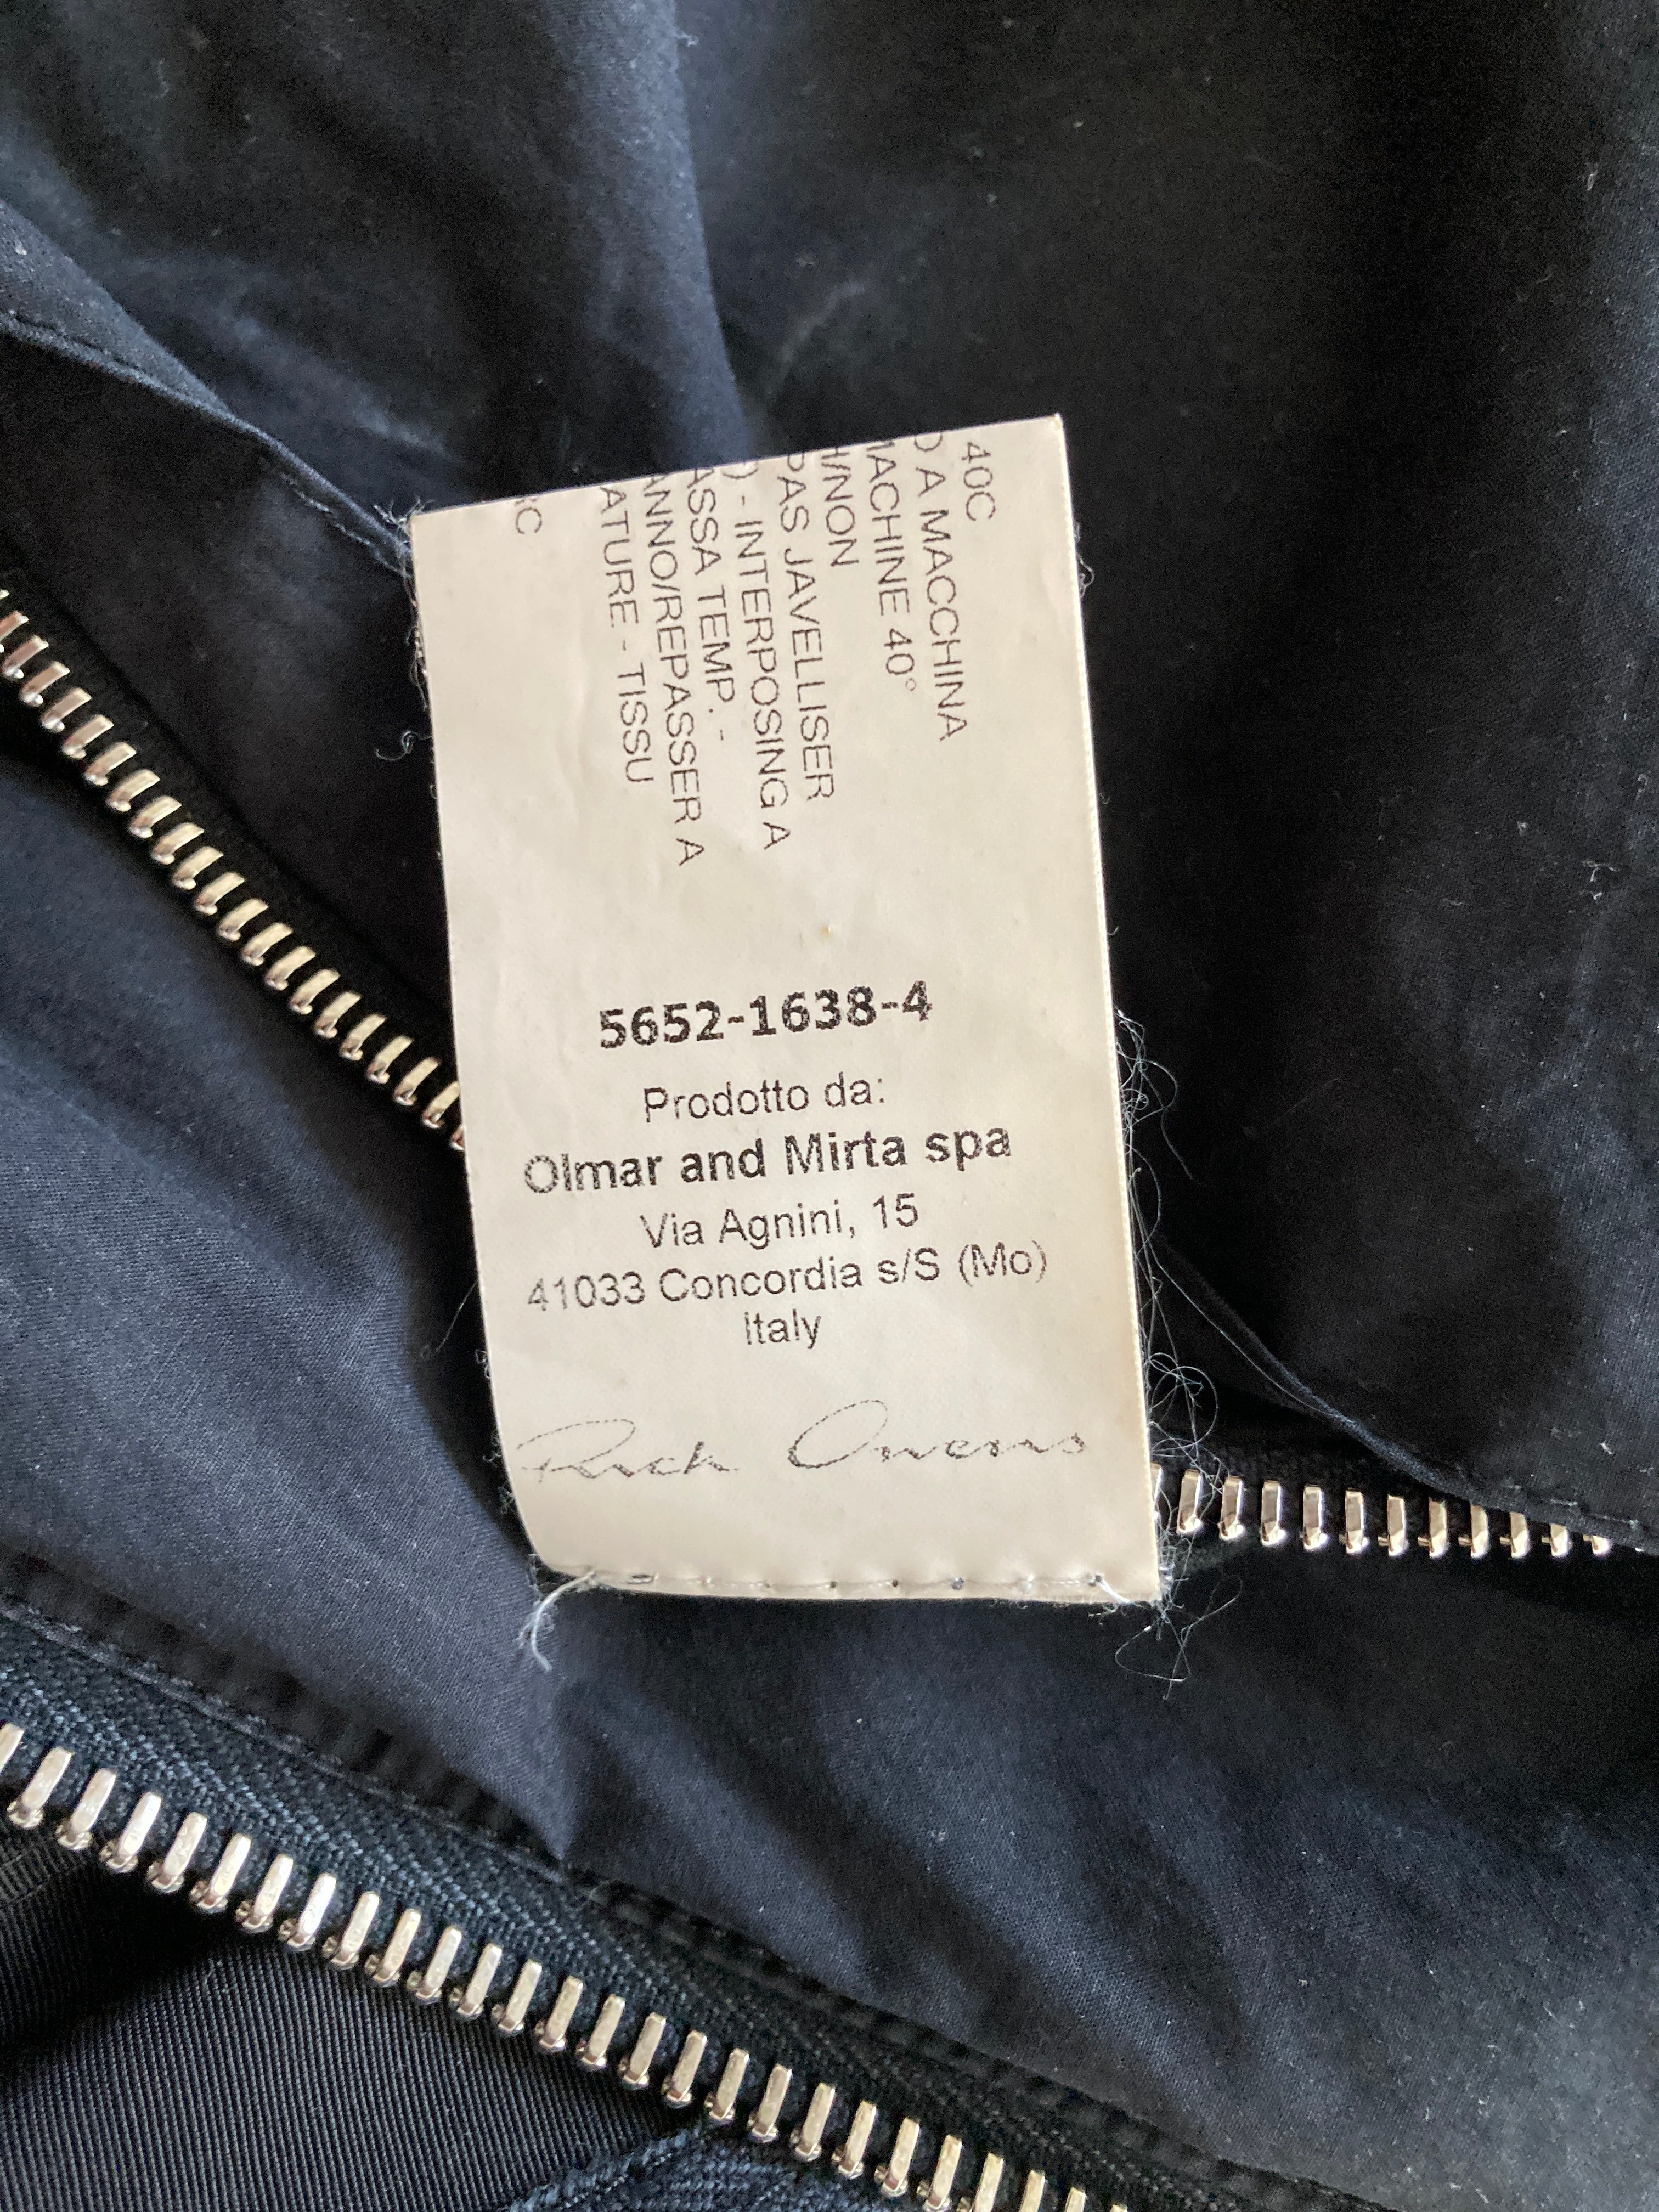 40C
O A MACCHINA
MACHINE 40°
H/NON
PAS JAVELLISER
) - INTERPOSING A
ASSA TEMP. -
ANNO/REPASSER A
ATURE - TISSU
C
5652-1638-4
Prodotto da:
Olmar and Mirta spa
Via Agnini, 15
41033 Concordia s/S (Mo)
Italy
Rick Owens